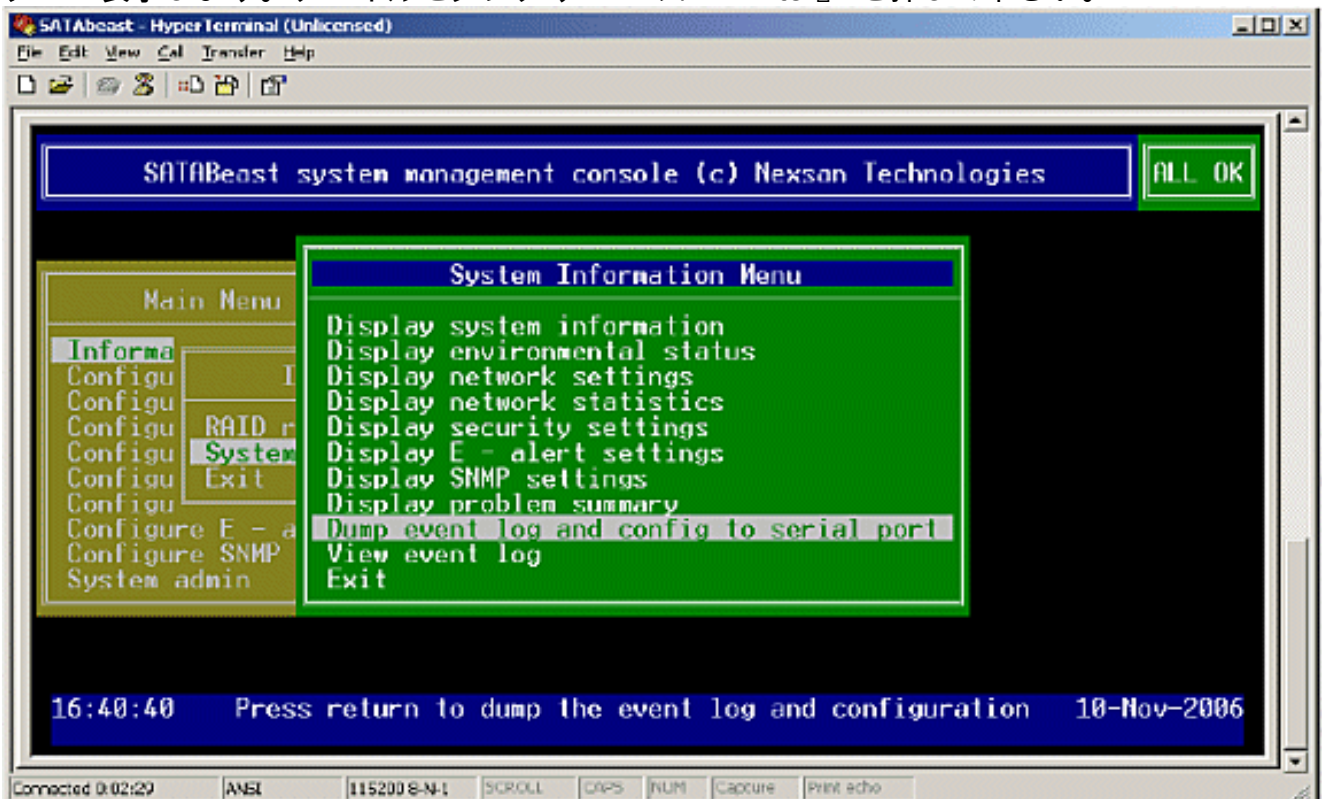 SATAbeast - HyperTerminal (Unlicensed)
File Edit View Call Transfer Help
SATABeast system management console (c) Nexsan Technologies
ALL OK
System Information Menu
Main Menu
Display system information
Display environmental status
Display network settings
Display network statistics
Display security settings
Display E - alert settings
Display SNMP settings
Display problem summary
Dump event log and config to serial port
View event log
Exit
Informa
Configu
Configu
Configu
Configu
Configu
Configu
Configure E - a
Configure SNMP
System admin
I
RAID r
System
Exit
16:40:40 Press return to dump the event log and configuration 10-Nov-2006
Connected 0:02:29 ANSI 115200 8-N-1 SCROLL CAPS NUM Capture Print echo